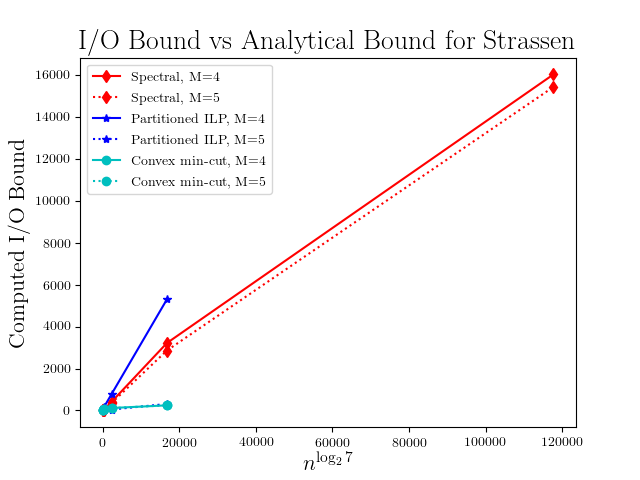 I/O Bound vs Analytical Bound for Strassen
Spectral, M=4
Spectral, M=5
Partitioned ILP, M=4
Partitioned ILP, M=5
Convex min-cut, M=4
Convex min-cut, M=5
Computed I/O Bound
16000
14000
12000
10000
8000
6000
4000
2000
0
0 20000 40000 60000 80000 100000 120000
n^{log_2 7}